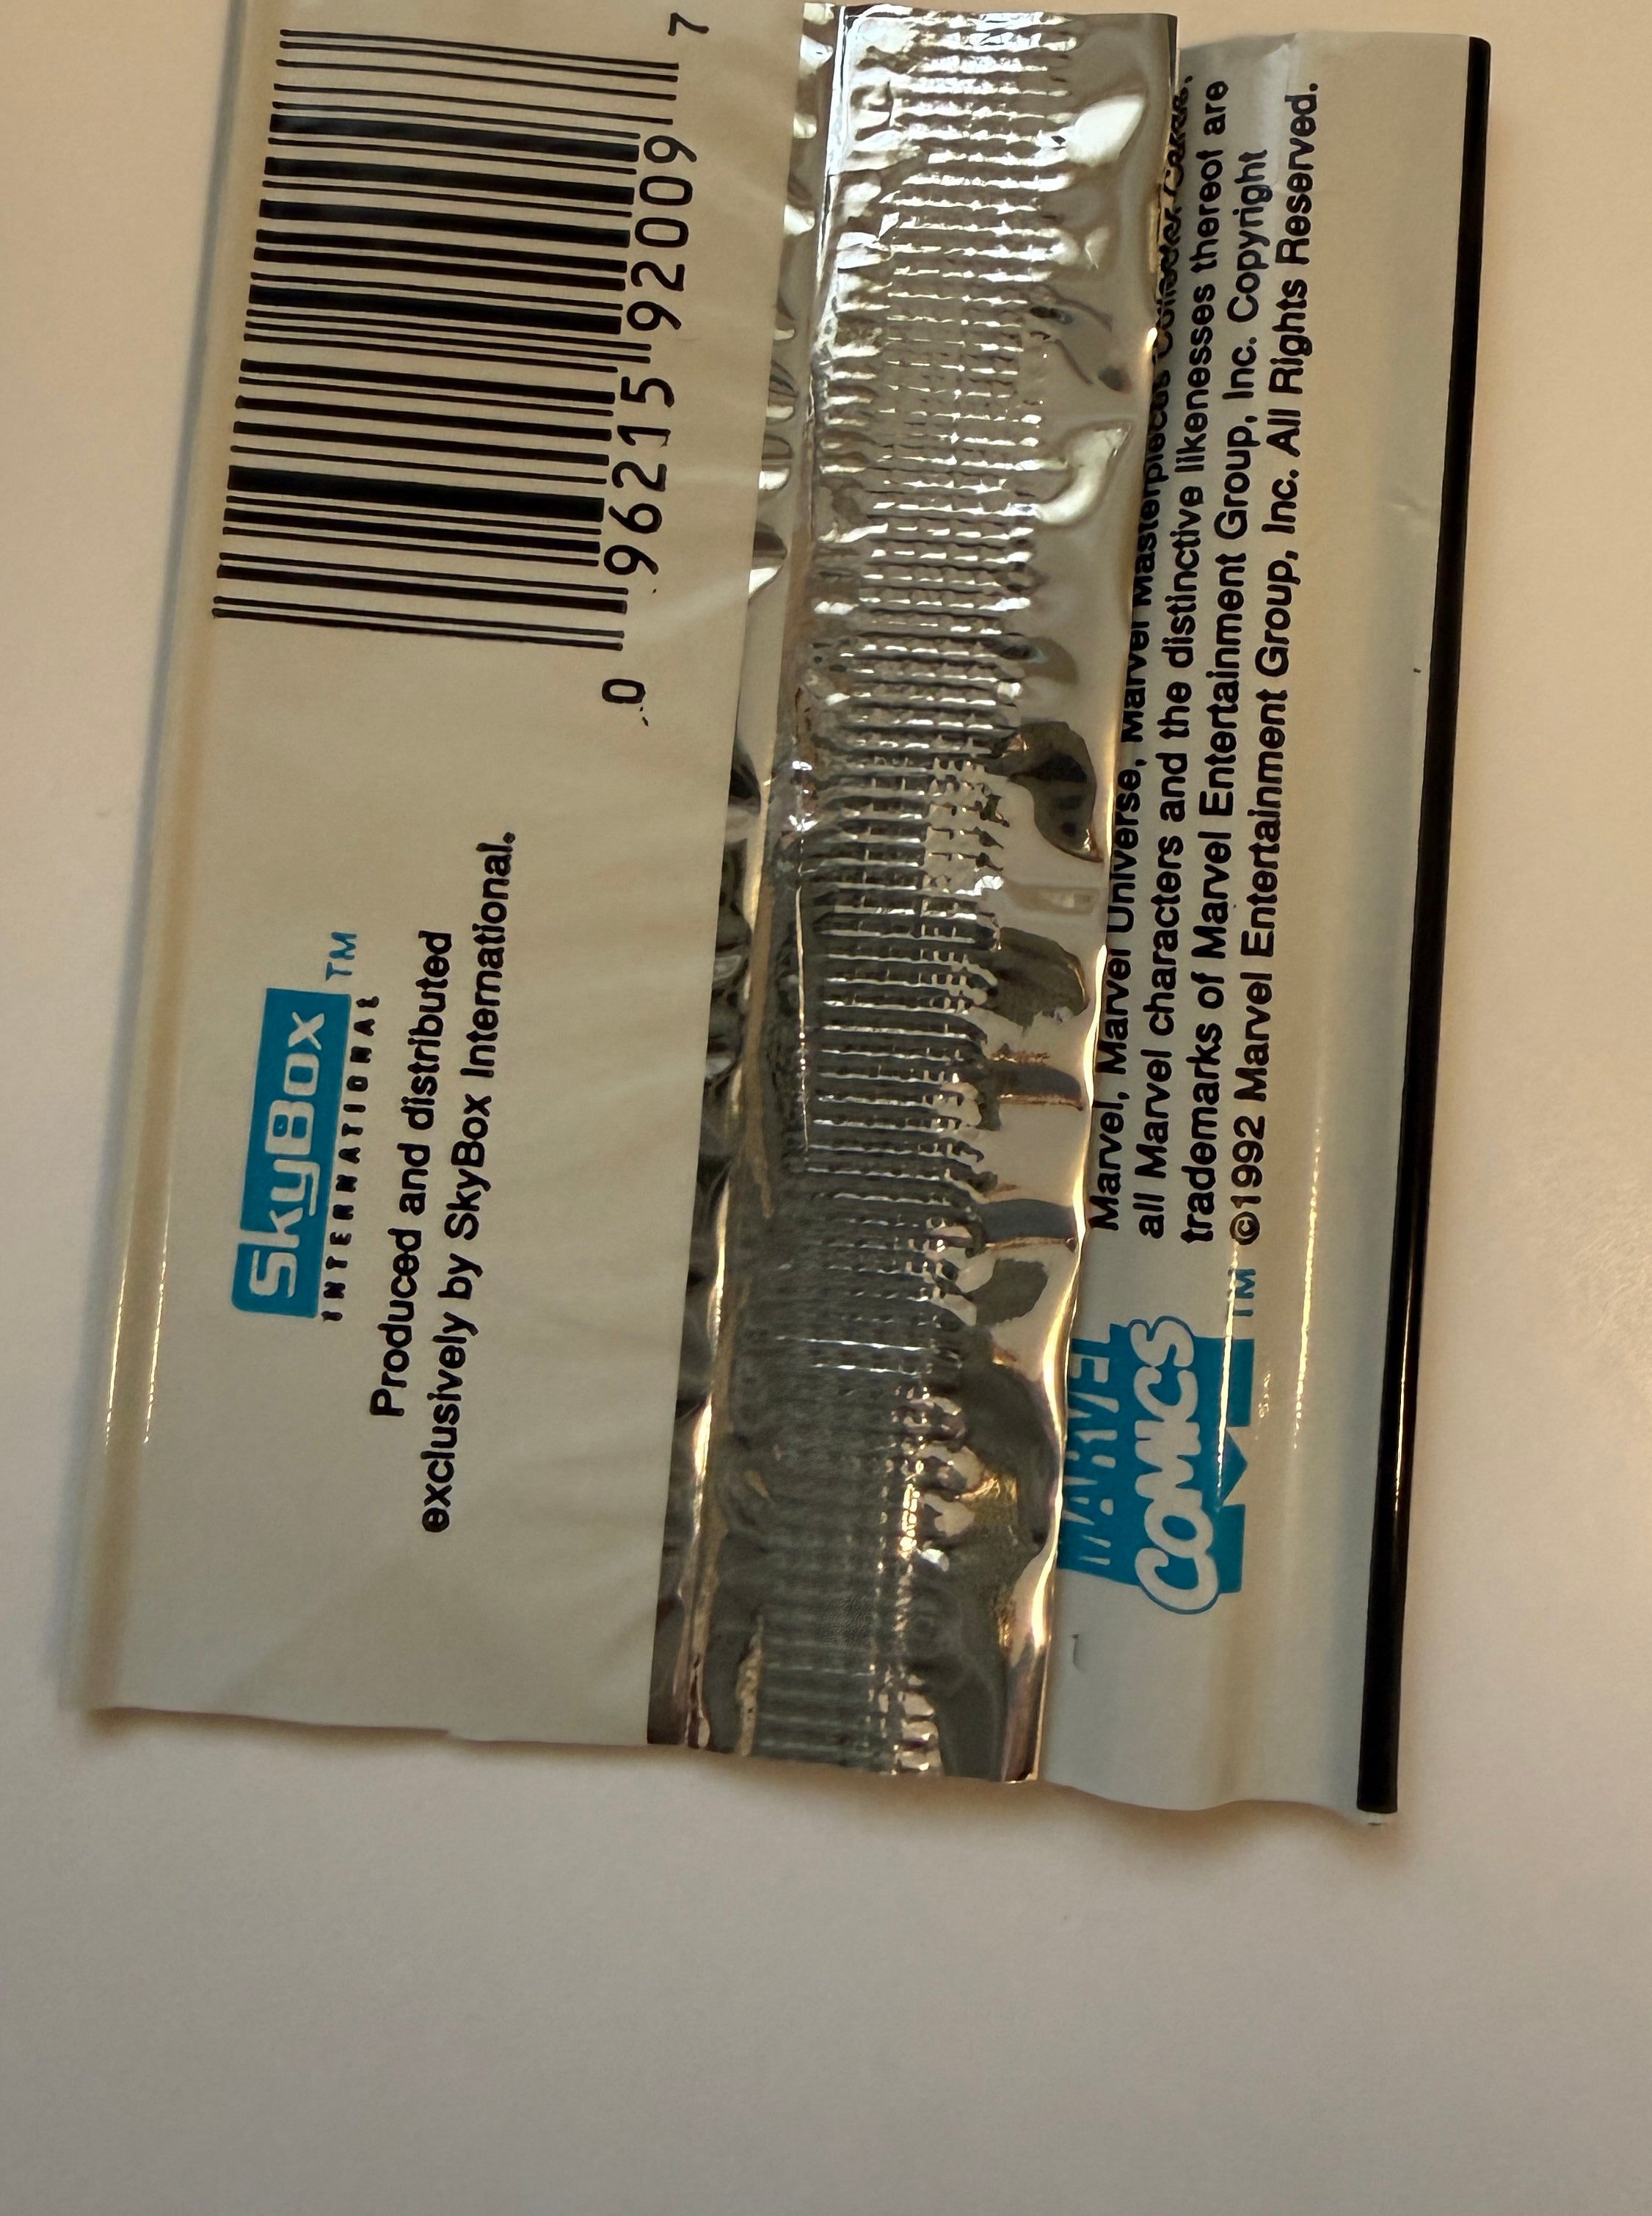 SkyBox TM
INTERNATIONAL
Produced and distributed
exclusively by SkyBox International.
0 96215 92009 7
MARVEL
COMICS TM
Marvel, Marvel Universe, Marvel Masterpieces Collector Cards,
all Marvel characters and the distinctive likenesses thereof are
trademarks of Marvel Entertainment Group, Inc. Copyright
©1992 Marvel Entertainment Group, Inc. All Rights Reserved.